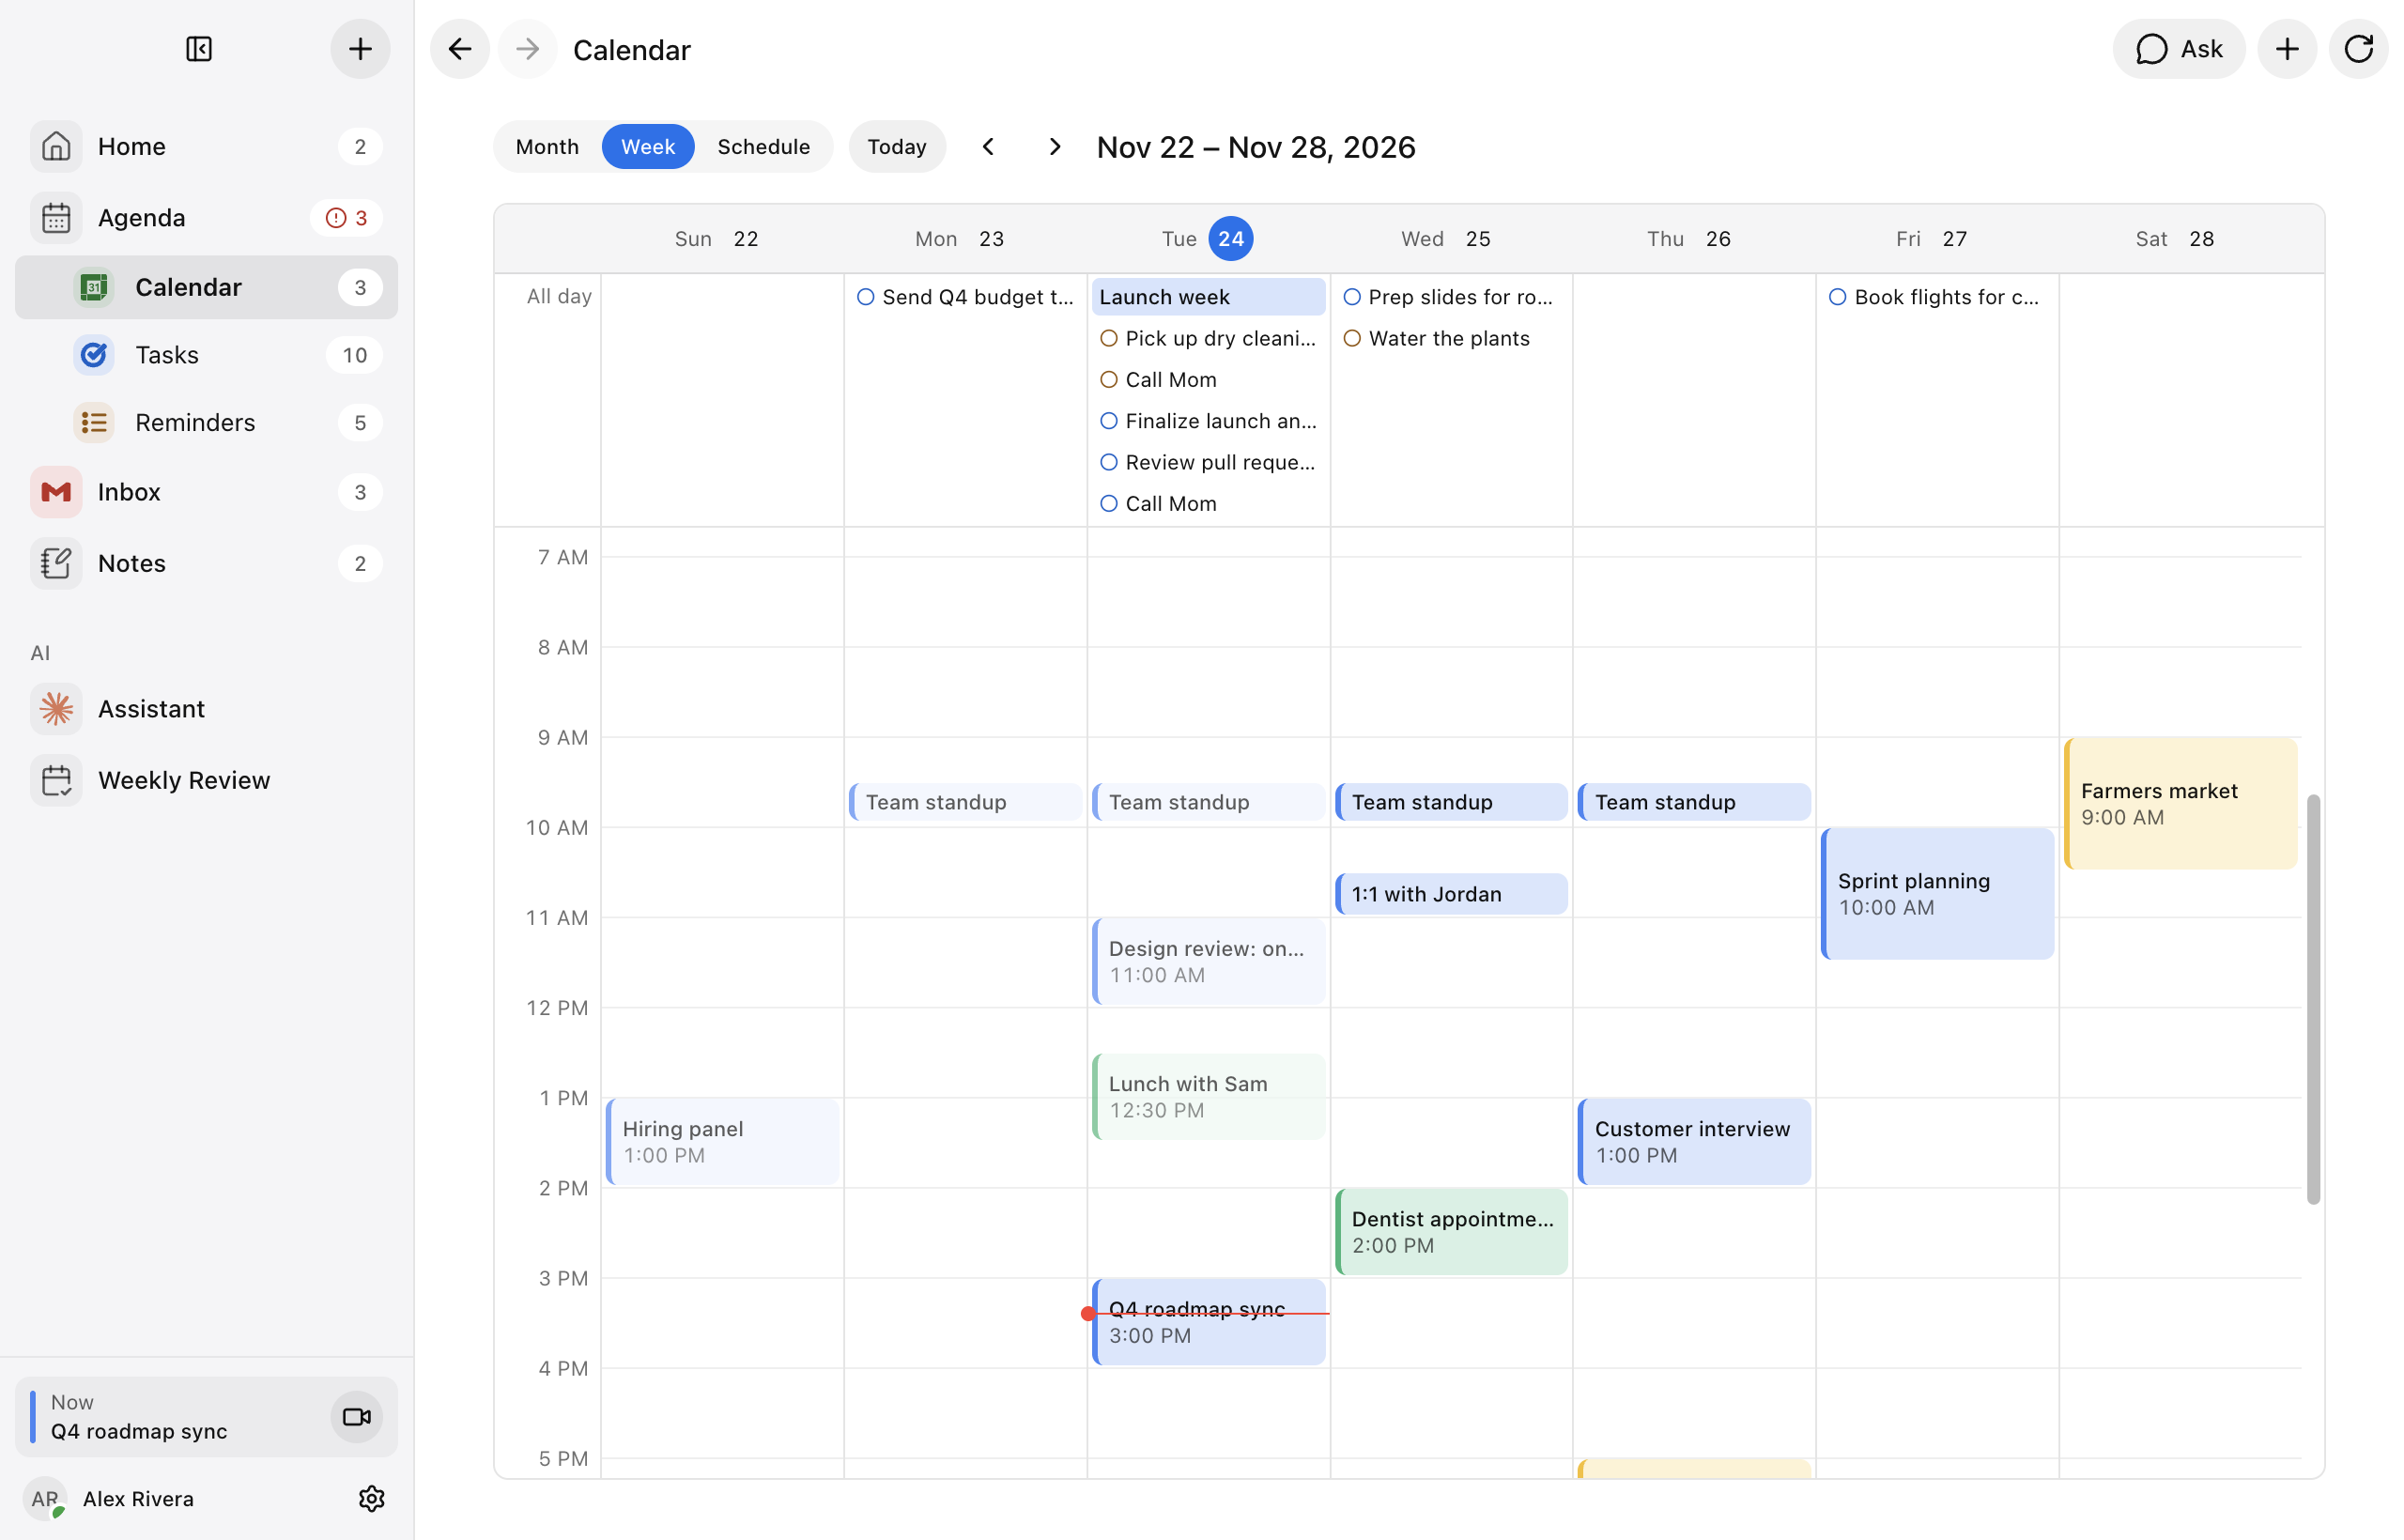 Calendar
Ask
Home 2
Agenda 3
31 Calendar 3
Tasks 10
Reminders 5
Inbox 3
Notes 2
AI
Assistant
Weekly Review
Now
Q4 roadmap sync
AR Alex Rivera
Month Week Schedule Today Nov 22 – Nov 28, 2026
Sun 22 Mon 23 Tue 24 Wed 25 Thu 26 Fri 27 Sat 28
All day
Send Q4 budget t...
Launch week
Pick up dry cleani...
Call Mom
Finalize launch an...
Review pull reque...
Call Mom
Prep slides for ro...
Water the plants
Book flights for c...
7 AM
8 AM
9 AM
10 AM
11 AM
12 PM
1 PM
2 PM
3 PM
4 PM
5 PM
Hiring panel
1:00 PM
Team standup
Team standup
Design review: on...
11:00 AM
Lunch with Sam
12:30 PM
Q4 roadmap sync
3:00 PM
Team standup
1:1 with Jordan
Dentist appointme...
2:00 PM
Team standup
Customer interview
1:00 PM
Sprint planning
10:00 AM
Farmers market
9:00 AM